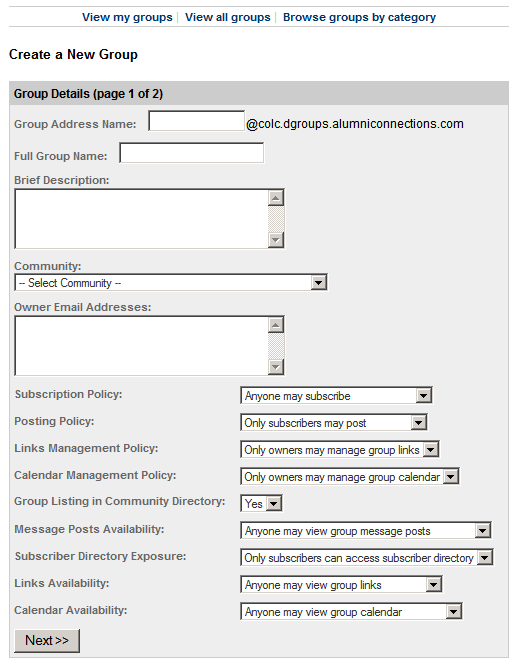 View my groups | View all groups | Browse groups by category
Create a New Group
Group Details (page 1 of 2)
Group Address Name: @colc.dgroups.alumniconnections.com
Full Group Name:
Brief Description:
Community:
-- Select Community --
Owner Email Addresses:
Subscription Policy: Anyone may subscribe
Posting Policy: Only subscribers may post
Links Management Policy: Only owners may manage group links
Calendar Management Policy: Only owners may manage group calendar
Group Listing in Community Directory: Yes
Message Posts Availability: Anyone may view group message posts
Subscriber Directory Exposure: Only subscribers can access subscriber directory
Links Availability: Anyone may view group links
Calendar Availability: Anyone may view group calendar
Next >>